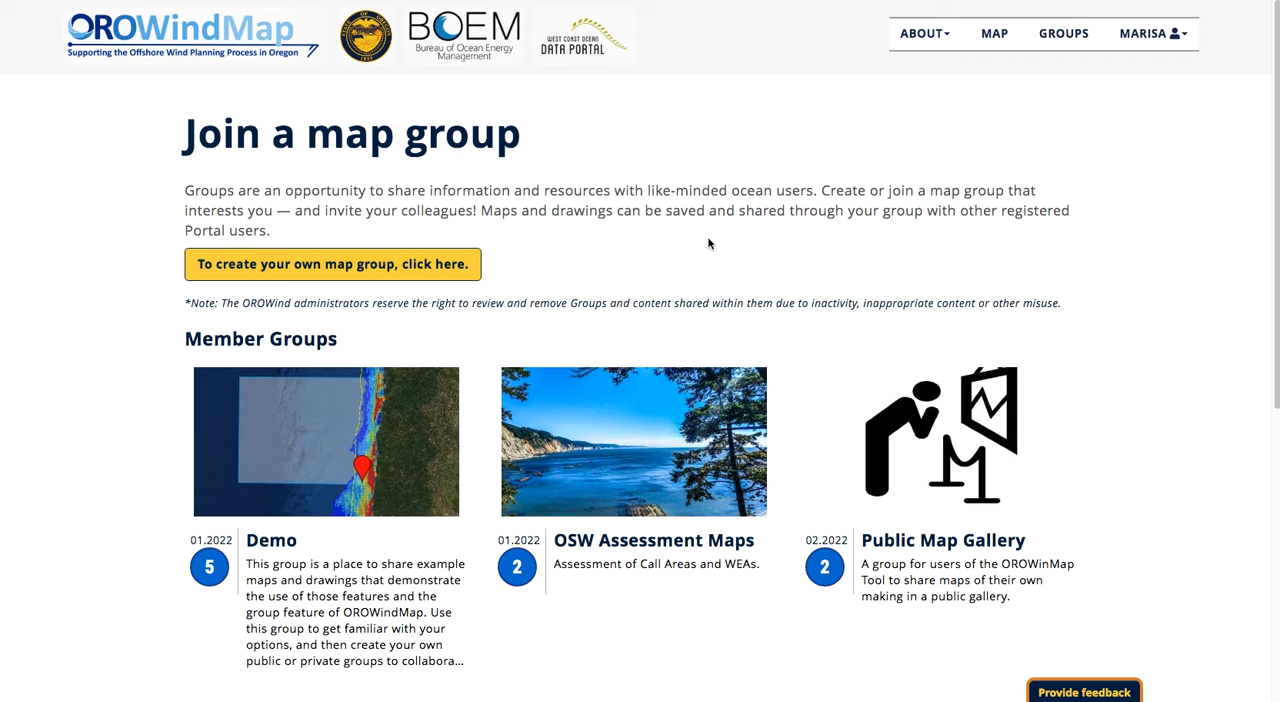 OROWindMap
Supporting the Offshore Wind Planning Process in Oregon
STATE OF OREGON
1859
BOEM
Bureau of Ocean Energy
Management
WEST COAST OCEAN
DATA PORTAL
ABOUT
MAP
GROUPS
MARISA
Join a map group
Groups are an opportunity to share information and resources with like-minded ocean users. Create or join a map group that
interests you — and invite your colleagues! Maps and drawings can be saved and shared through your group with other registered
Portal users.
To create your own map group, click here.
*Note: The OROWind administrators reserve the right to review and remove Groups and content shared within them due to inactivity, inappropriate content or other misuse.
Member Groups
01.2022
5
Demo
This group is a place to share example
maps and drawings that demonstrate
the use of those features and the
group feature of OROWindMap. Use
this group to get familiar with your
options, and then create your own
public or private groups to collabora...
01.2022
2
OSW Assessment Maps
Assessment of Call Areas and WEAs.
02.2022
2
Public Map Gallery
A group for users of the OROWinMap
Tool to share maps of their own
making in a public gallery.
Provide feedback